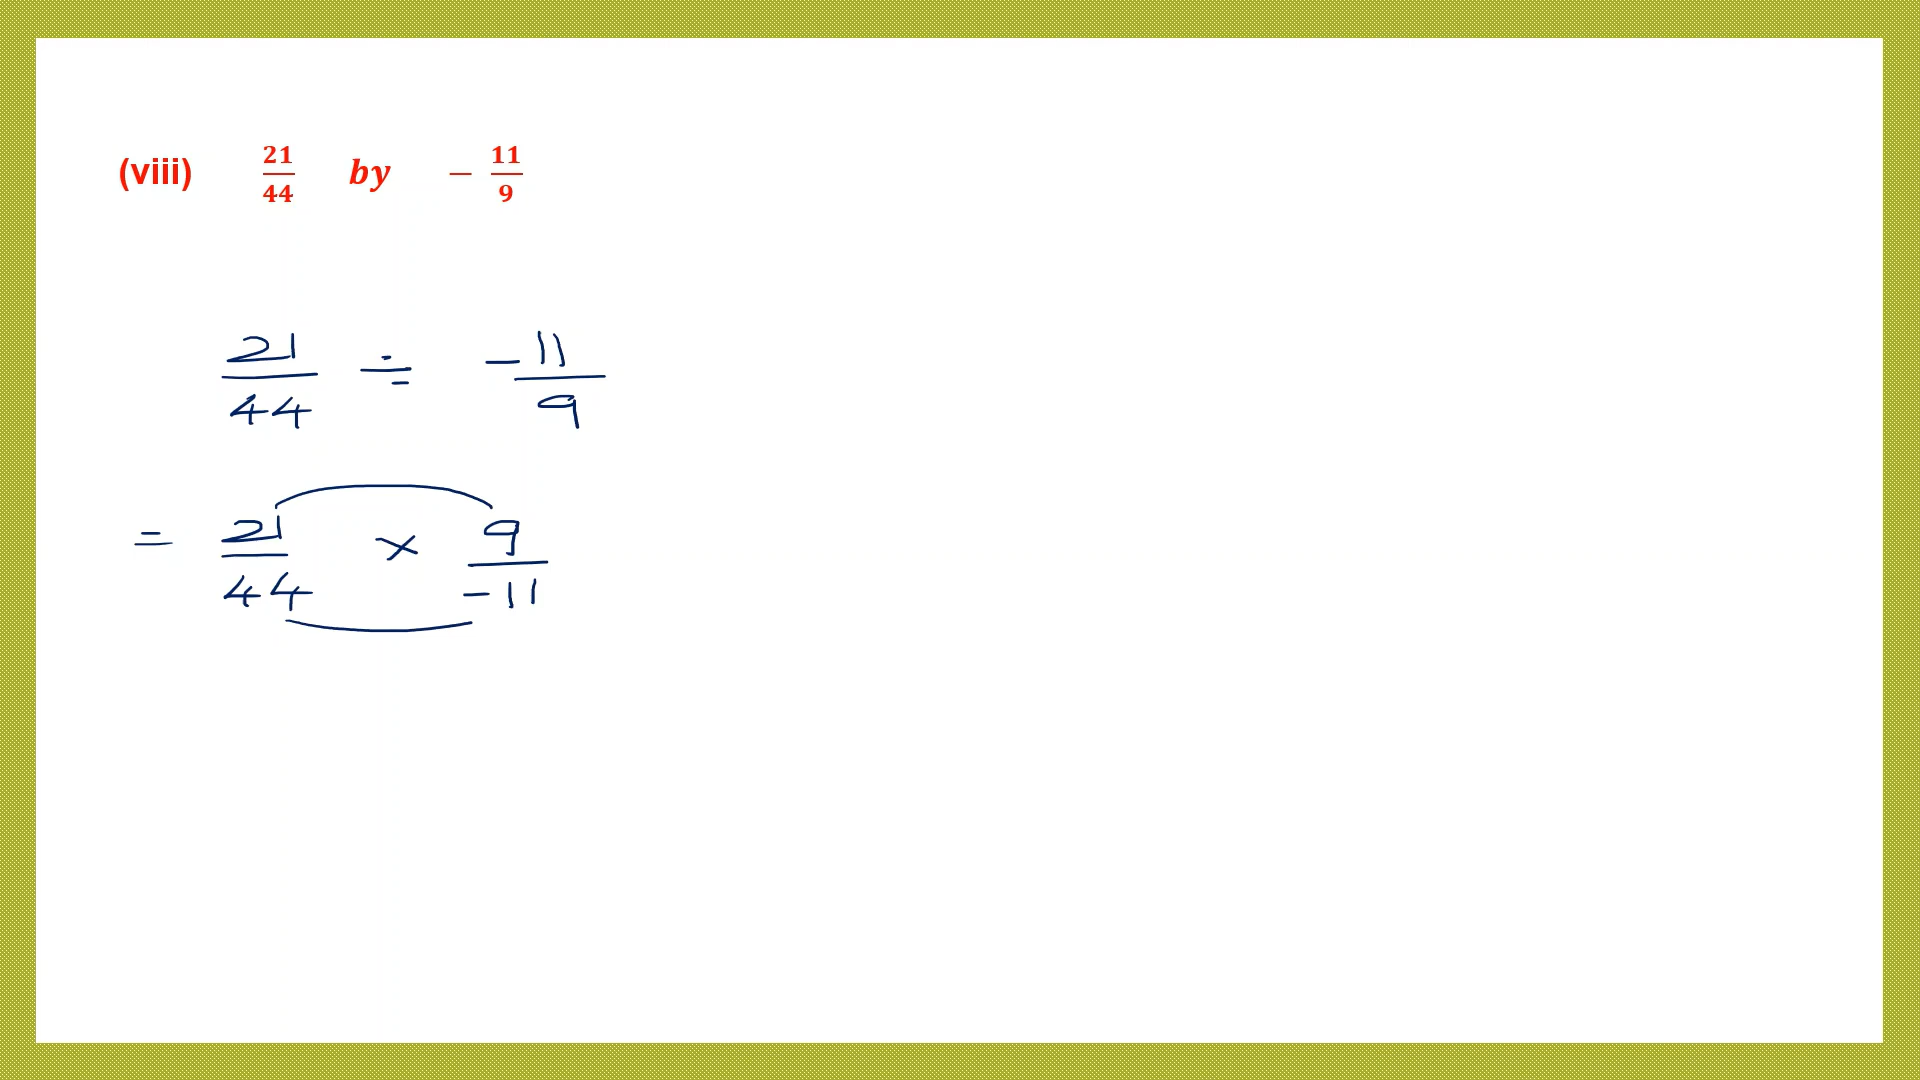 (viii) 21/44 by - 11/9
21/44 ÷ -11/9
= 21/44 × 9/-11